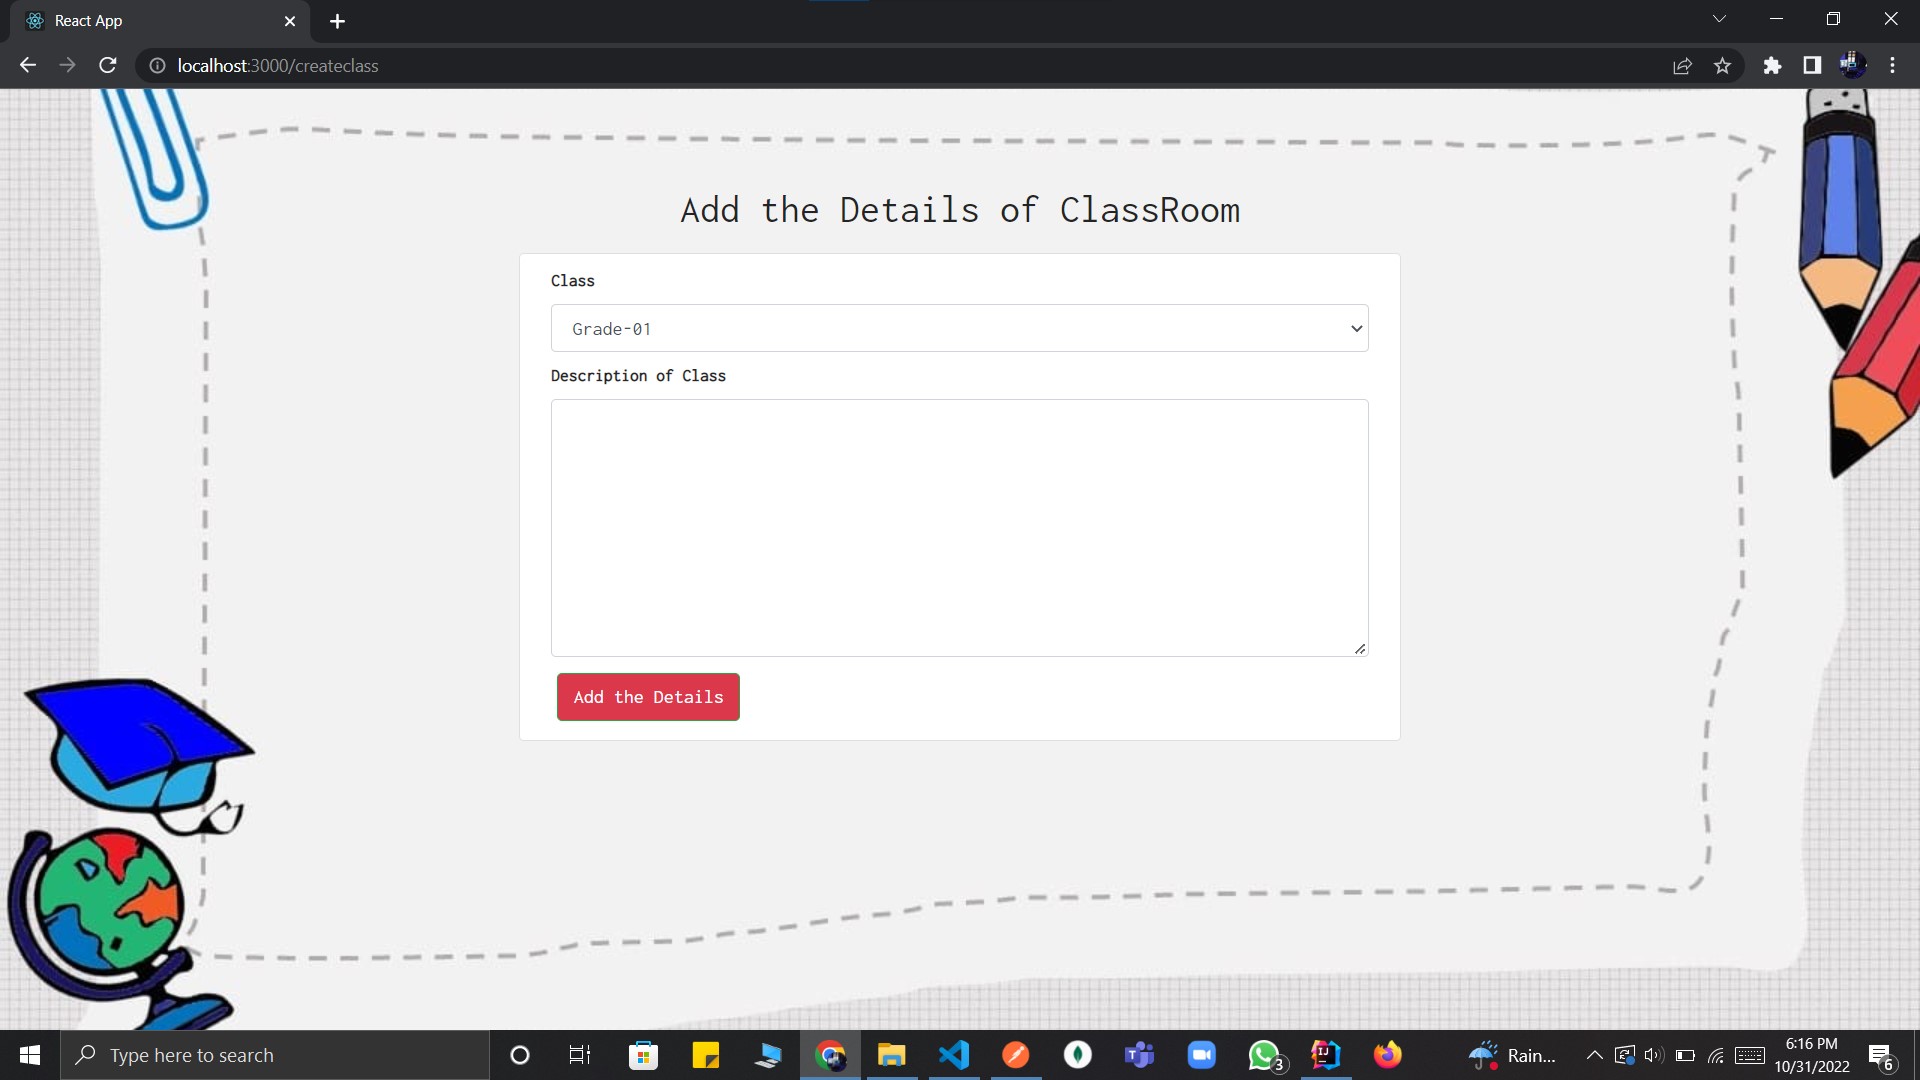 React App
localhost:3000/createclass
Add the Details of ClassRoom
Class
Grade-01
Description of Class
Add the Details
Type here to search
3
Rain...
6:16 PM
10/31/2022
6